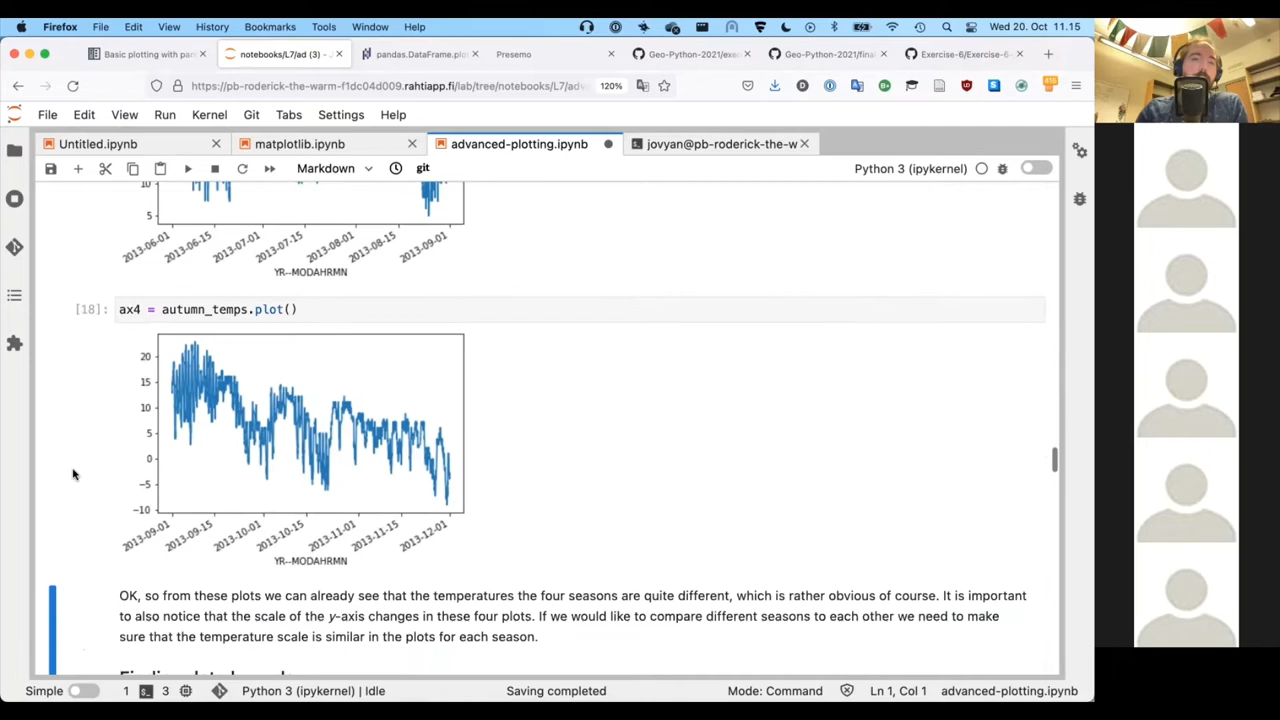 Firefox File Edit View History Bookmarks Tools Window Help Wed 20. Oct 11.15
Basic plotting with pan notebooks/L7/ad (3) - J pandas.DataFrame.plo Presemo Geo-Python-2021/exe Geo-Python-2021/final Exercise-6/Exercise-6-
https://pb-roderick-the-warm-f1dc04d009.rahtiapp.fi/lab/tree/notebooks/L7/adv 120% 416
File Edit View Run Kernel Git Tabs Settings Help
Untitled.ipynb matplotlib.ipynb advanced-plotting.ipynb jovyan@pb-roderick-the-w
Markdown git Python 3 (ipykernel)
10
5
2013-06-01 2013-06-15 2013-07-01 2013-07-15 2013-08-01 2013-08-15 2013-09-01
YR--MODAHRMN
[18]: ax4 = autumn_temps.plot()
20
15
10
5
0
−5
−10
2013-09-01 2013-09-15 2013-10-01 2013-10-15 2013-11-01 2013-11-15 2013-12-01
YR--MODAHRMN
OK, so from these plots we can already see that the temperatures the four seasons are quite different, which is rather obvious of course. It is important
to also notice that the scale of the y-axis changes in these four plots. If we would like to compare different seasons to each other we need to make
sure that the temperature scale is similar in the plots for each season.
Simple 1 3 Python 3 (ipykernel) | Idle Saving completed Mode: Command Ln 1, Col 1 advanced-plotting.ipynb